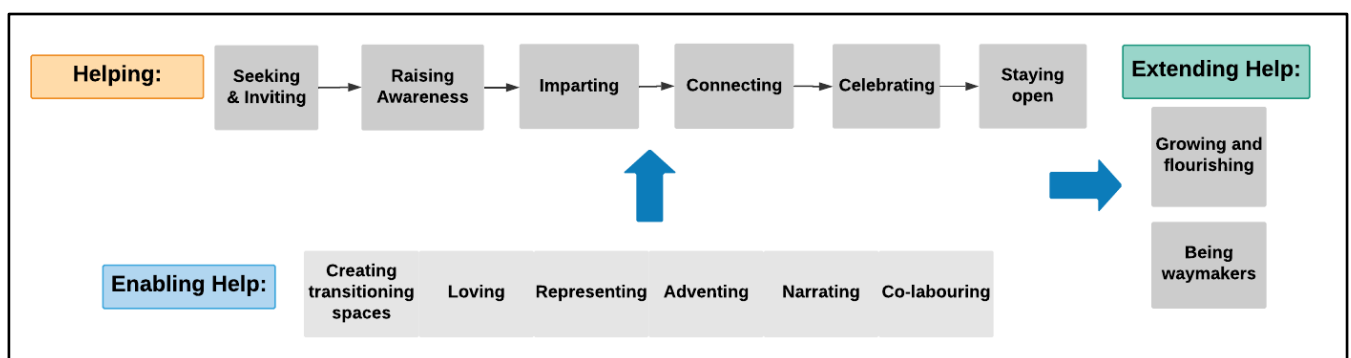 Helping:
Seeking
& Inviting
Raising
Awareness
Imparting
Connecting
Celebrating
Staying
open
Extending Help:
Growing and
flourishing
Being
waymakers
Enabling Help:
Creating
transitioning
spaces
Loving
Representing
Adventing
Narrating
Co-labouring